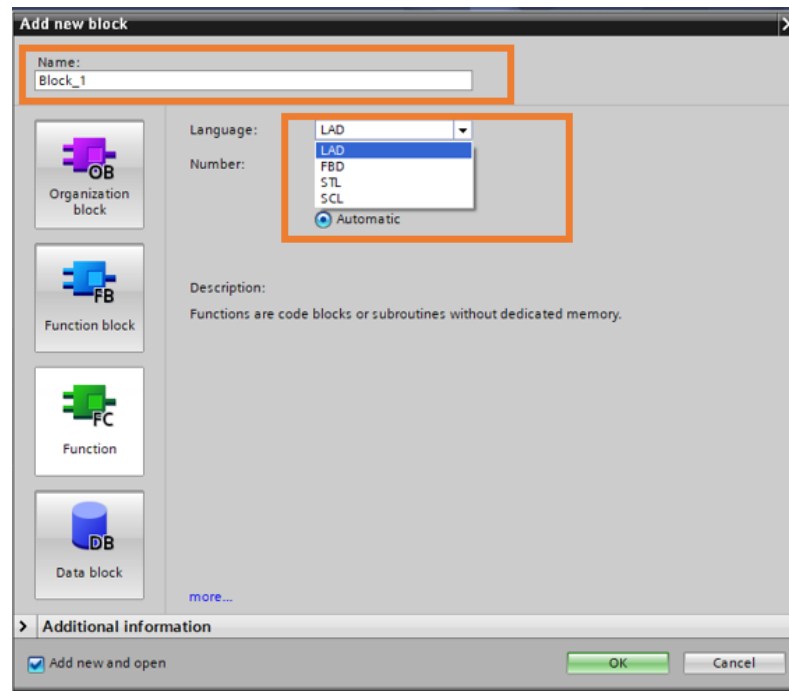 Add new block
Name:
Block_1
Language:
LAD
LAD
FBD
STL
SCL
Number:
Automatic
OB
Organization
block
FB
Function block
FC
Function
DB
Data block
Description:
Functions are code blocks or subroutines without dedicated memory.
more...
> Additional information
Add new and open
OK
Cancel